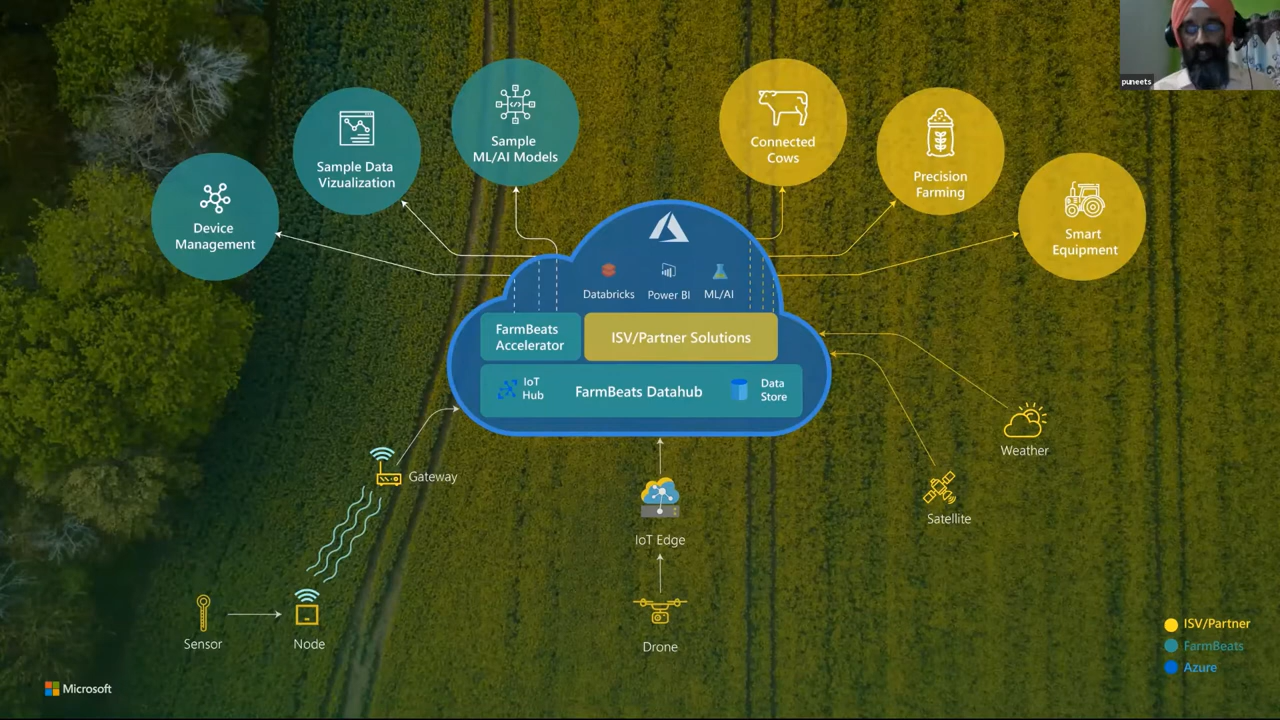 puneets
Sample
ML/AI Models
Connected
Cows
Sample Data
Vizualization
Precision
Farming
Device
Management
Smart
Equipment
Databricks
Power BI
ML/AI
FarmBeats
Accelerator
ISV/Partner Solutions
IoT
Hub
FarmBeats Datahub
Data
Store
Weather
Gateway
Satellite
IoT Edge
Sensor
Node
Drone
ISV/Partner
FarmBeats
Azure
Microsoft